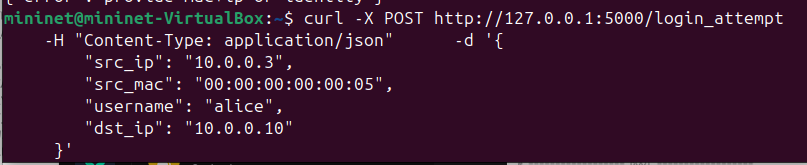 mininet@mininet-VirtualBox:~$ curl -X POST http://127.0.0.1:5000/login_attempt
    -H "Content-Type: application/json"      -d '{
        "src_ip": "10.0.0.3",
        "src_mac": "00:00:00:00:00:05",
        "username": "alice",
        "dst_ip": "10.0.0.10"
     }'